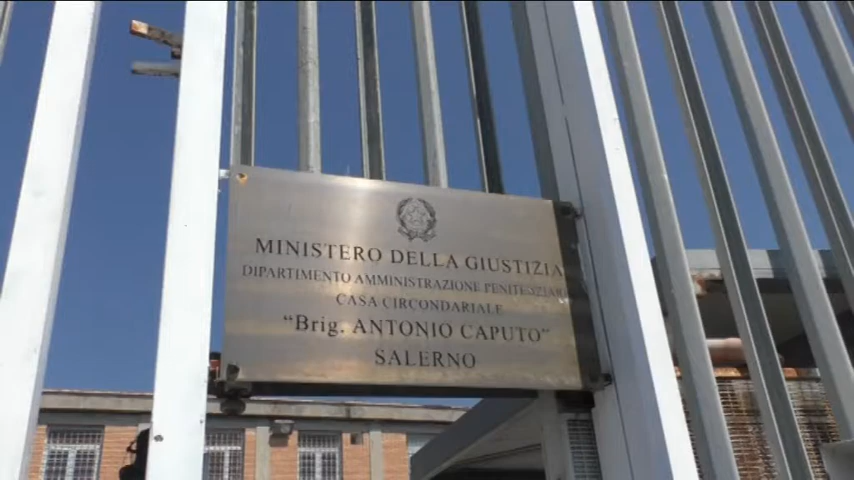 MINISTERO DELLA GIUSTIZIA
DIPARTIMENTO AMMINISTRAZIONE PENITENZIARIA
CASA CIRCONDARIALE
“Brig. ANTONIO CAPUTO”
SALERNO